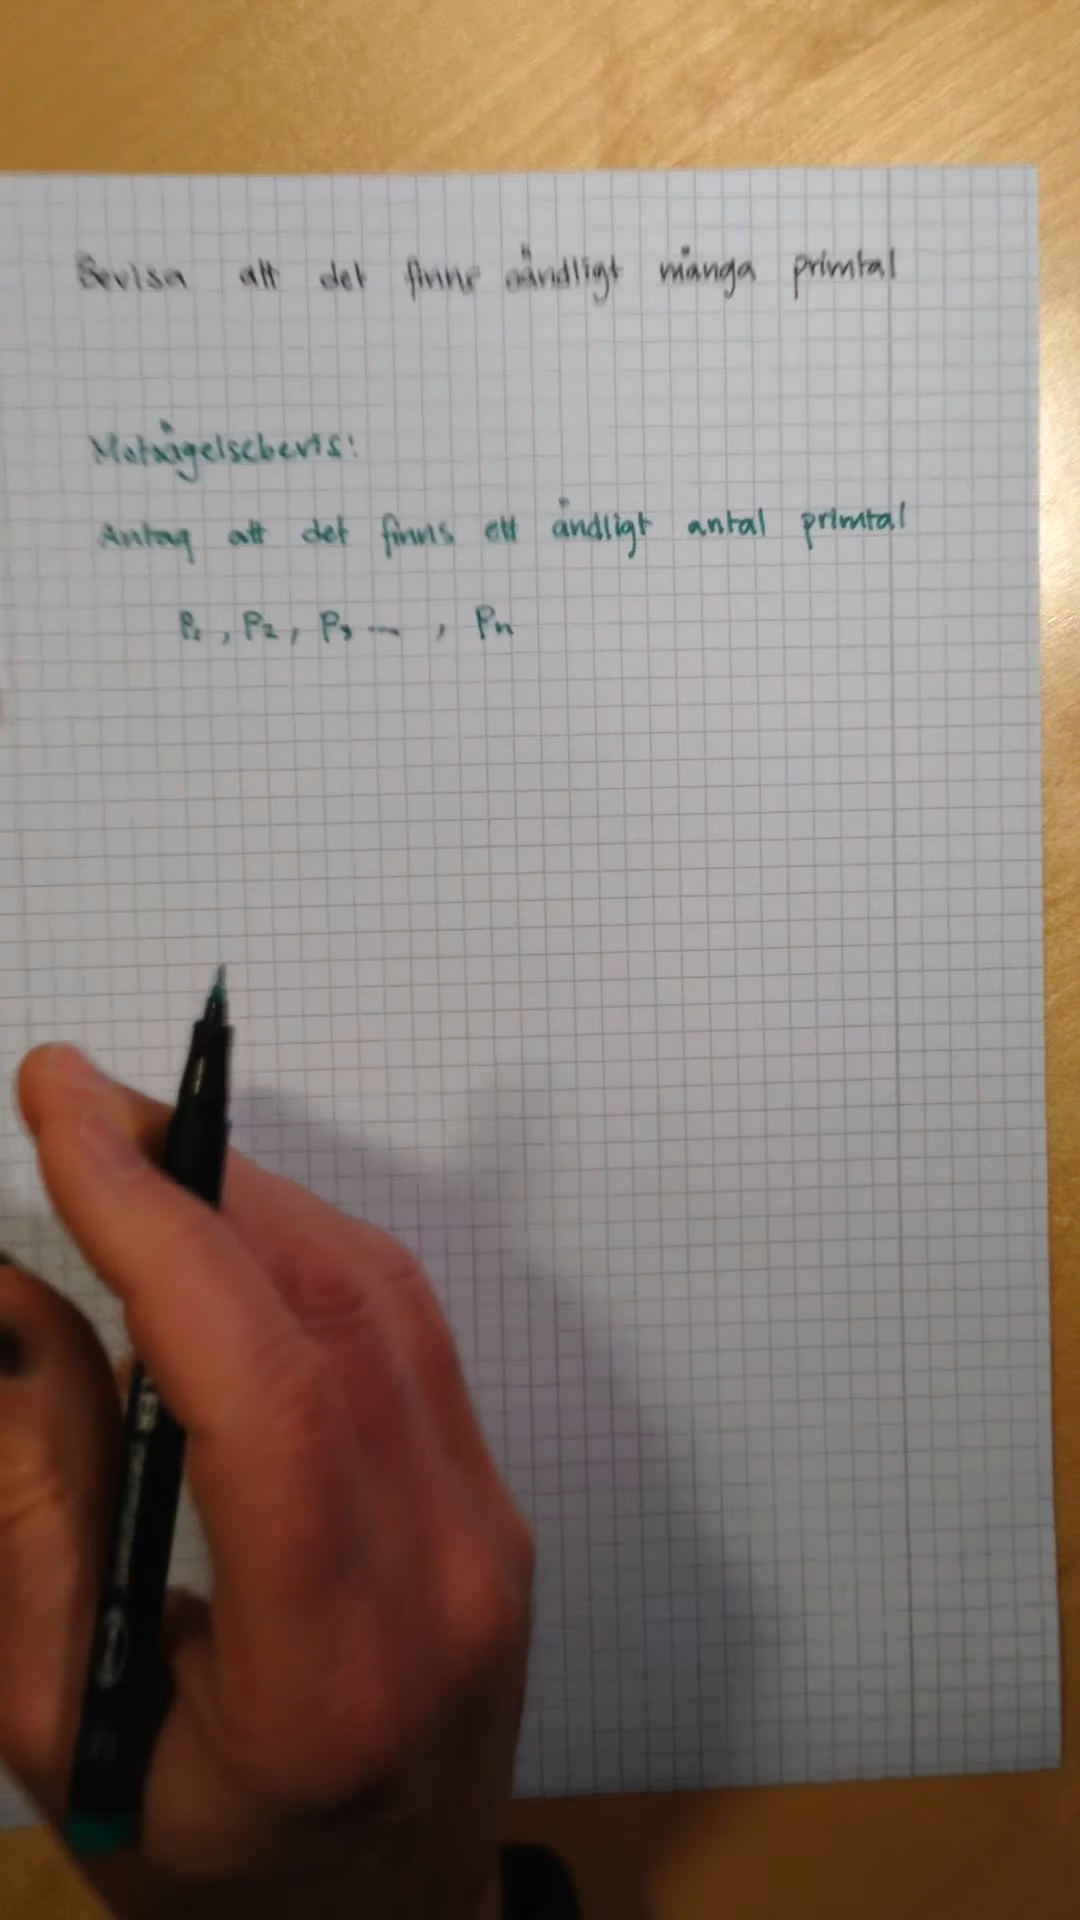 Bevisa att det finns oändligt många primtal
Motsägelsebevis:
Antag att det finns ett ändligt antal primtal
P₁, P₂, P₃ ... , Pn